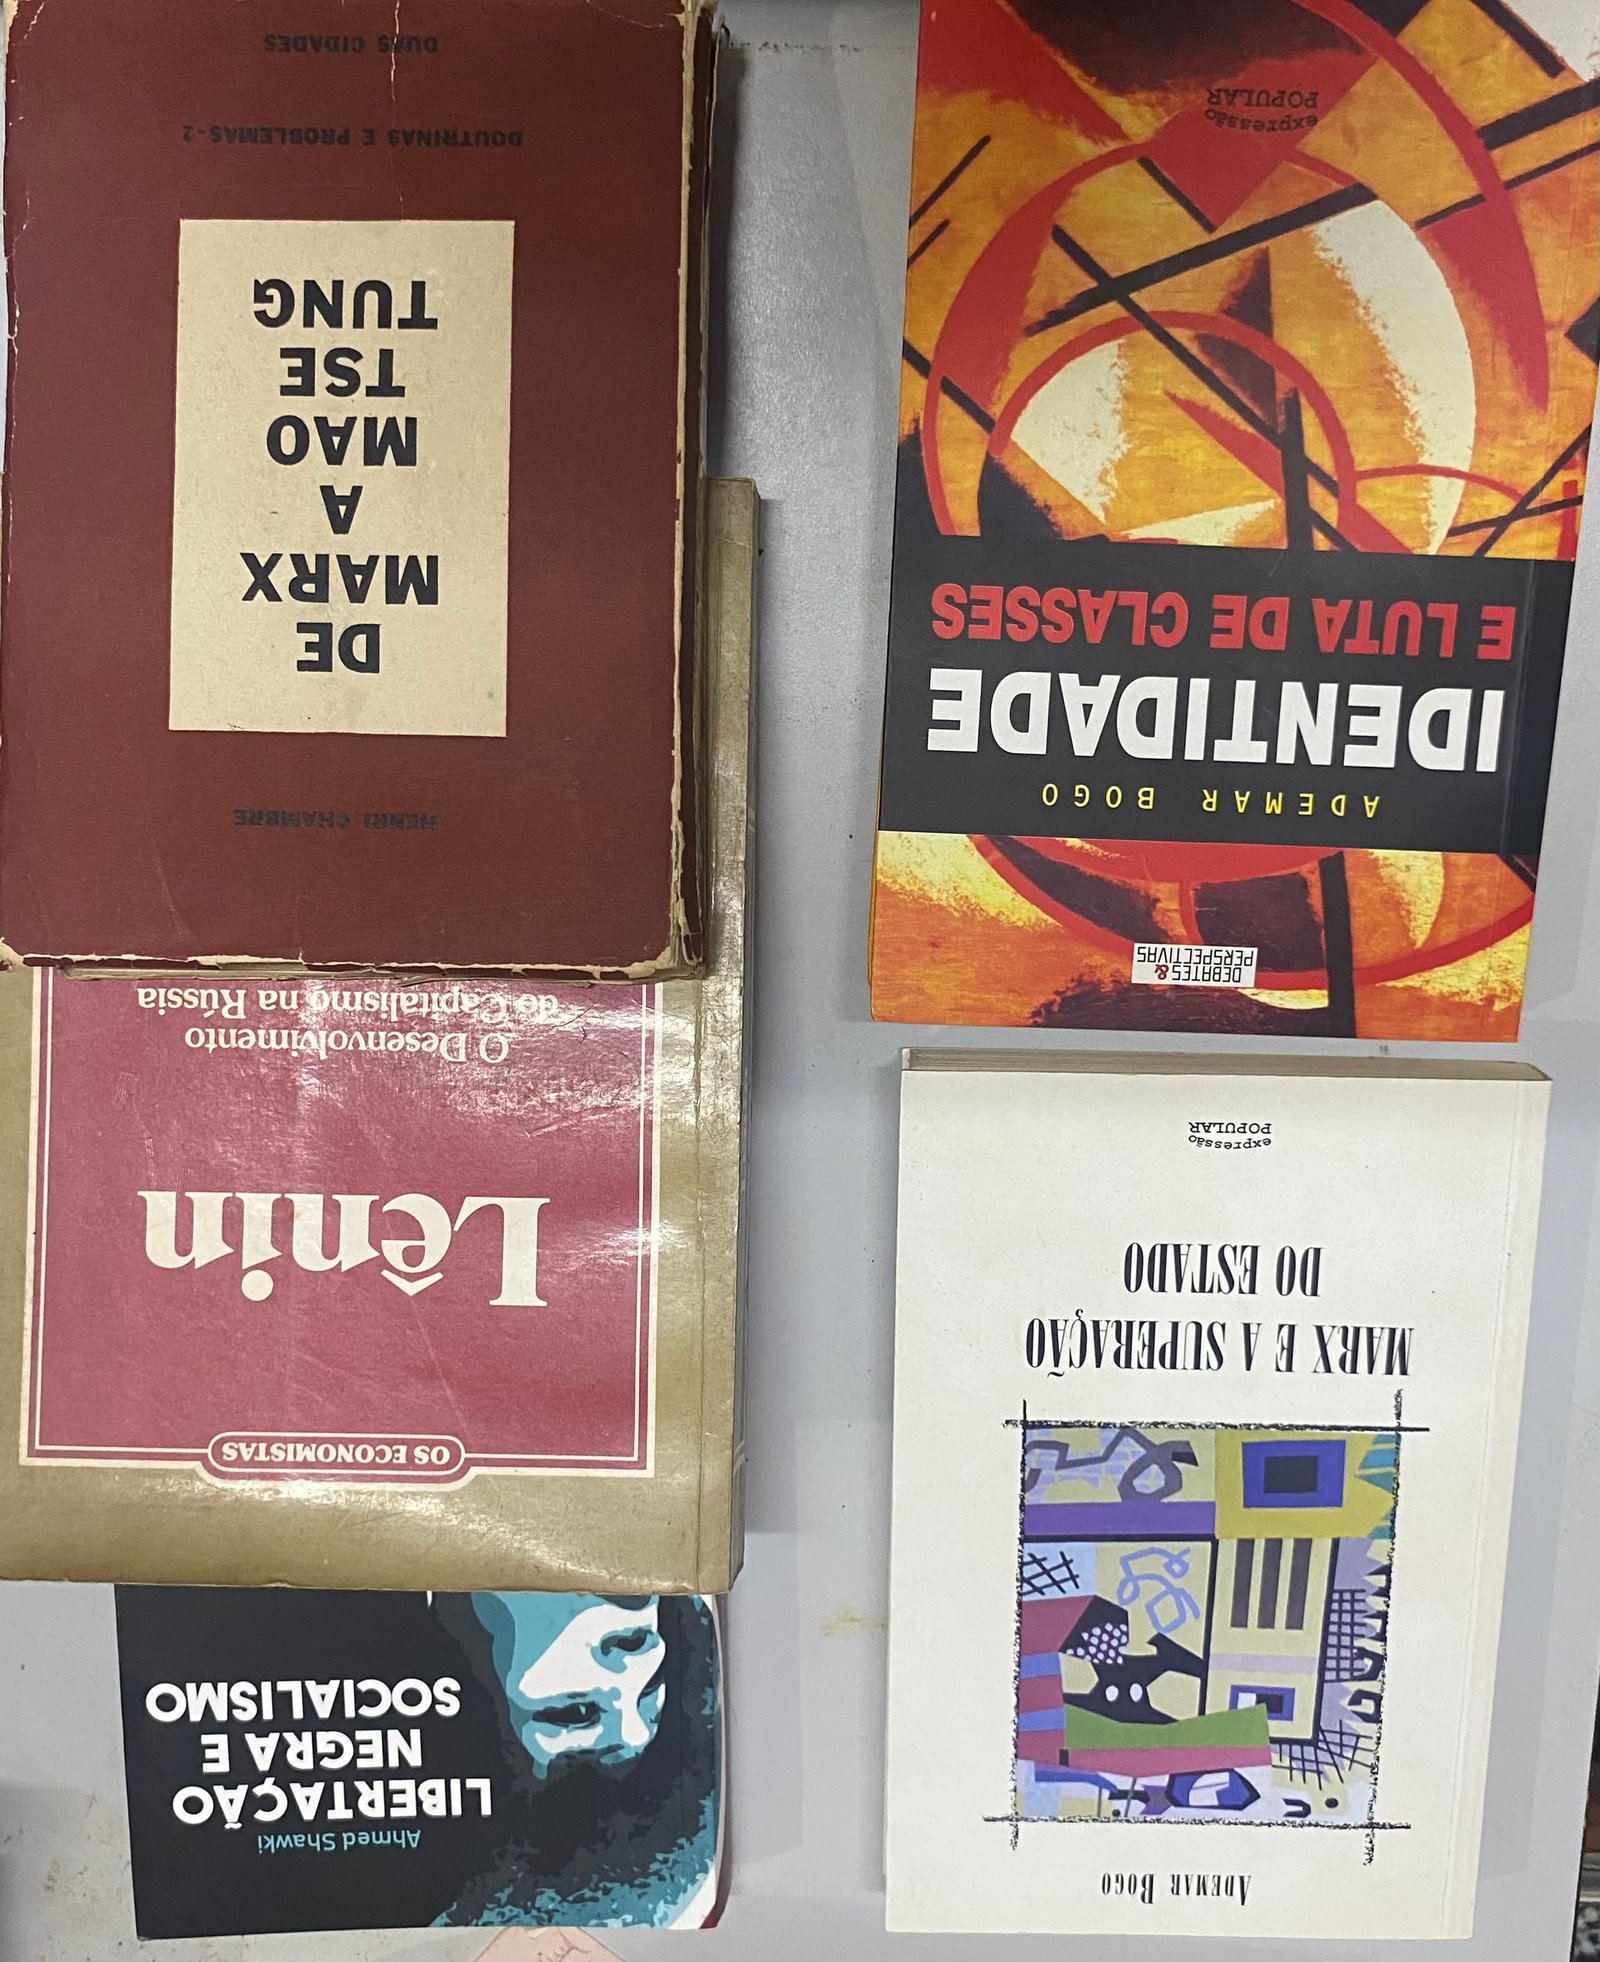 Ademar Bogo
MARX E A SUPERAÇÃO
DO ESTADO
expressão
POPULAR
Ahmed Shawki
LIBERTAÇÃO
NEGRA E
SOCIALISMO
DEBATES &
PERSPECTIVAS
ADEMAR BOGO
IDENTIDADE
E LUTA DE CLASSES
expressão
POPULAR
OS ECONOMISTAS
Lênin
O Desenvolvimento
do Capitalismo na Rússia
HENRI CHAMBRE
DE
MARX
A
MAO
TSE
TUNG
DOUTRINAS E PROBLEMAS-2
DUAS CIDADES